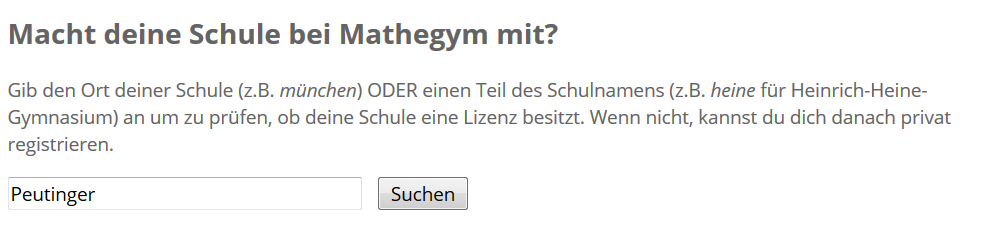 Macht deine Schule bei Mathegym mit?
Gib den Ort deiner Schule (z.B. münchen) ODER einen Teil des Schulnamens (z.B. heine für Heinrich-Heine-
Gymnasium) an um zu prüfen, ob deine Schule eine Lizenz besitzt. Wenn nicht, kannst du dich danach privat
registrieren.
Peutinger Suchen